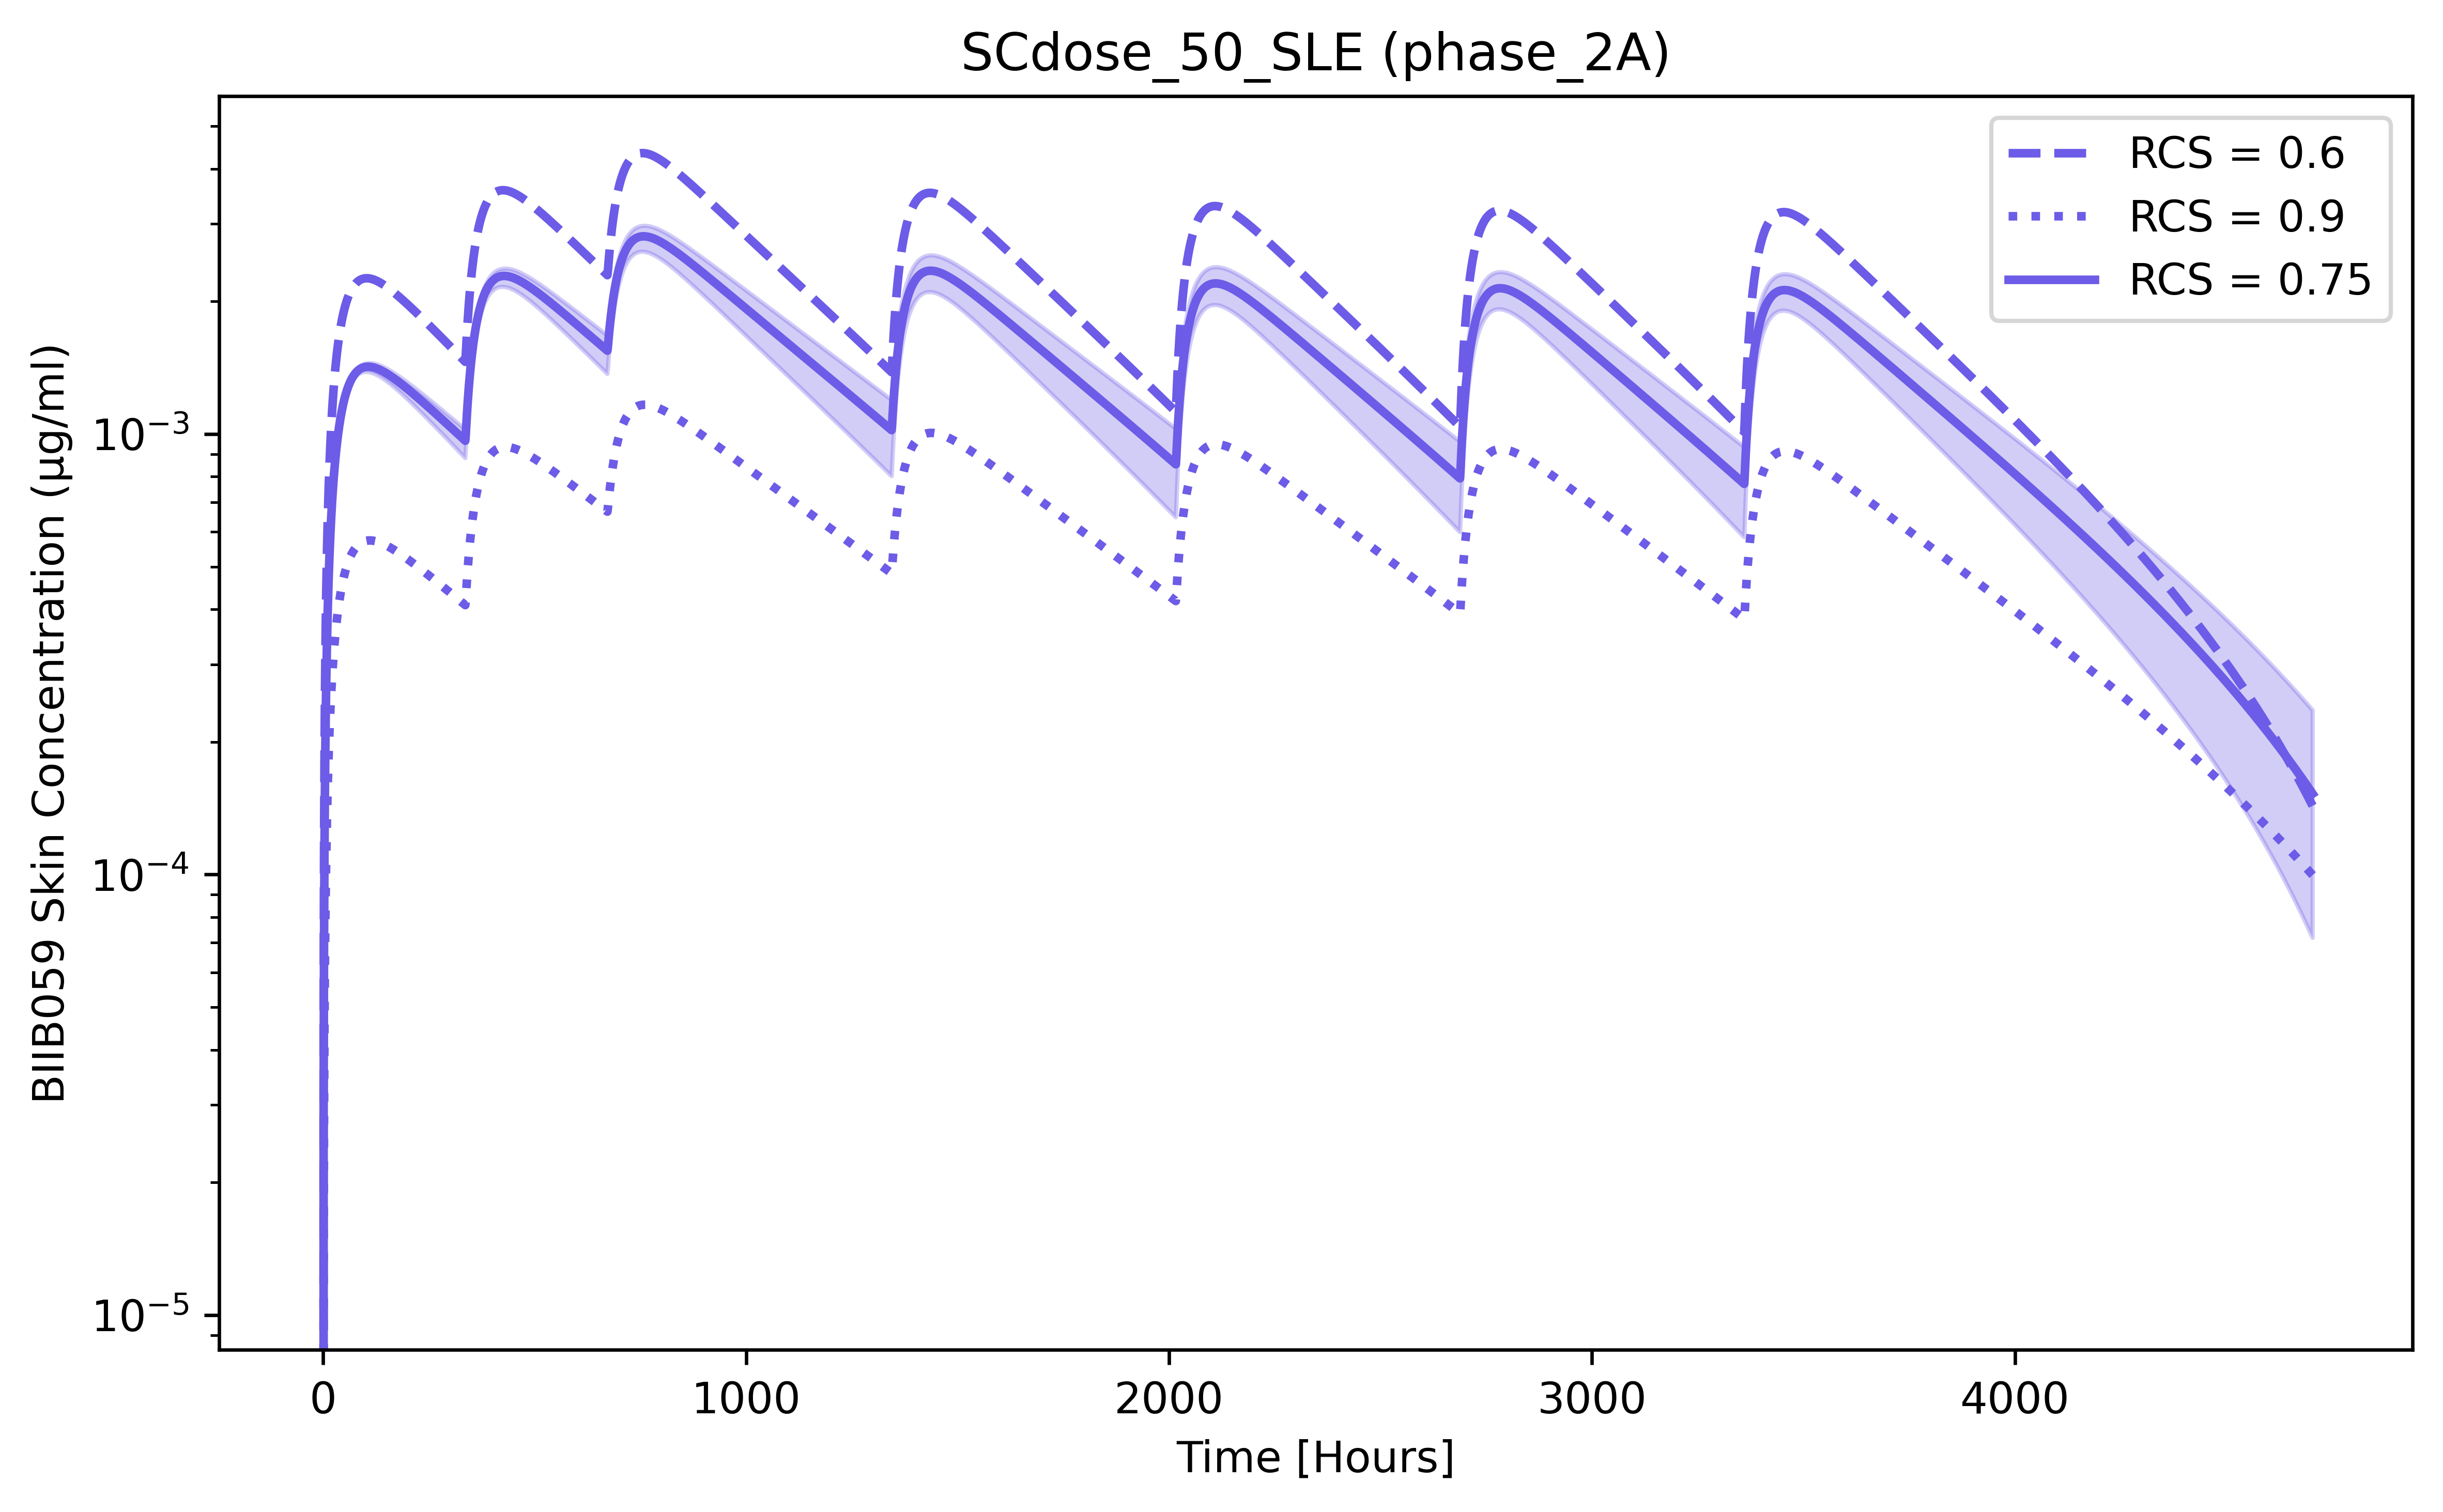 SCdose_50_SLE (phase_2A)
RCS = 0.6
RCS = 0.9
RCS = 0.75
BIIB059 Skin Concentration (µg/ml)
10⁻³
10⁻⁴
10⁻⁵
0 1000 2000 3000 4000
Time [Hours]